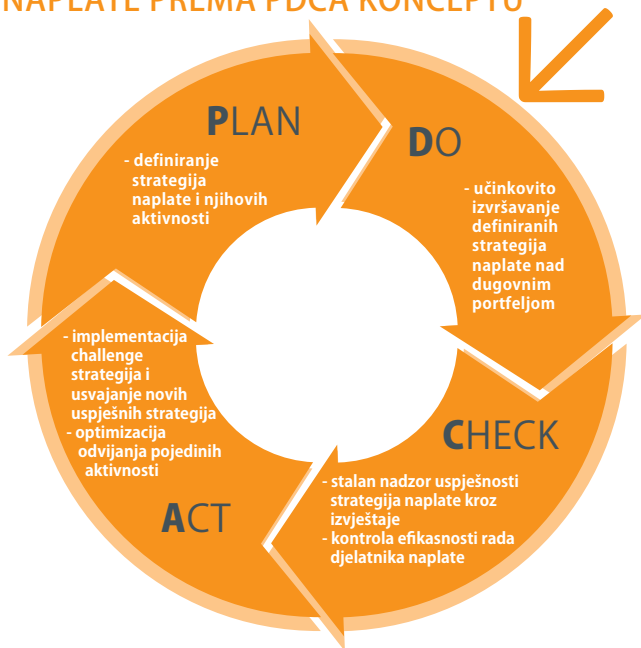 NAPLATE PREMA PDCA KONCEPTU
PLAN
- definiranje
strategija
naplate i njihovih
aktivnosti
DO
- učinkovito
izvršavanje
definiranih
strategija
naplate nad
dugovnim
portfeljom
CHECK
- stalan nadzor uspješnosti
strategija naplate kroz
izvještaje
- kontrola efikasnosti rada
djelatnika naplate
ACT
- implementacija
challenge
strategija i
usvajanje novih
uspješnih strategija
- optimizacija
odvijanja pojedinih
aktivnosti